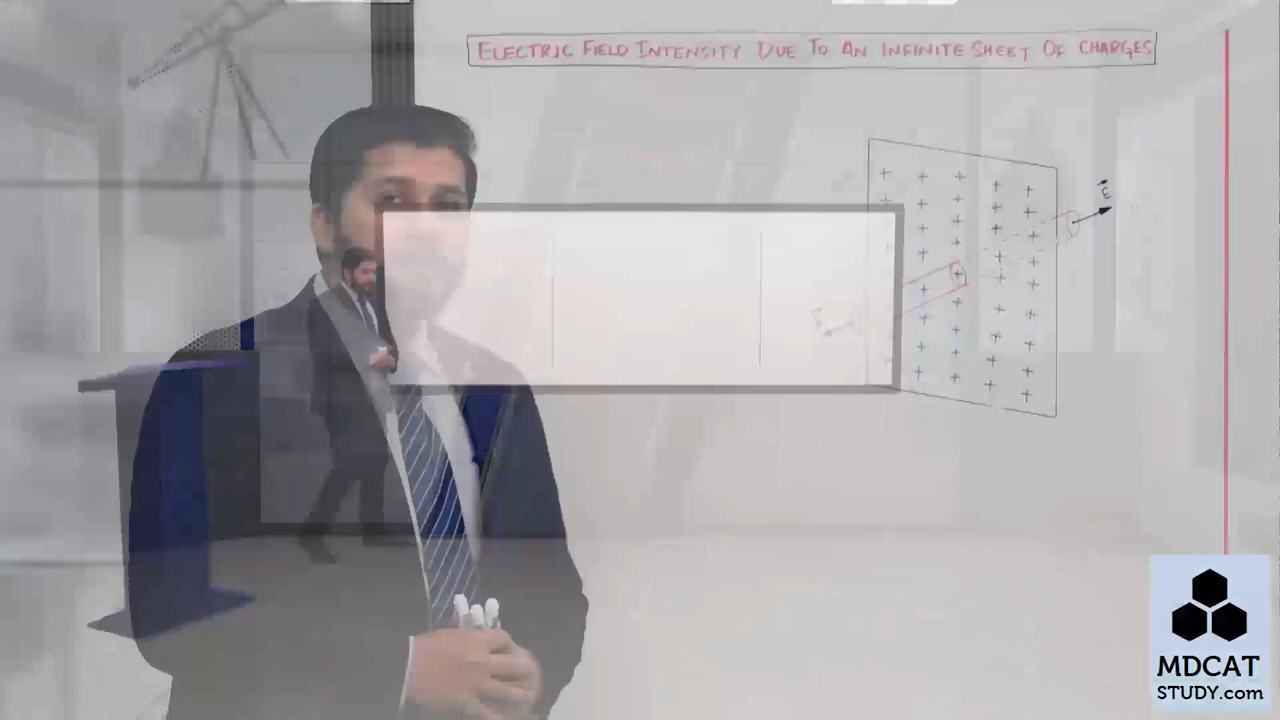 ELECTRIC FIELD INTENSITY DUE TO AN INFINITE SHEET OF CHARGES
E
MDCAT
STUDY.com